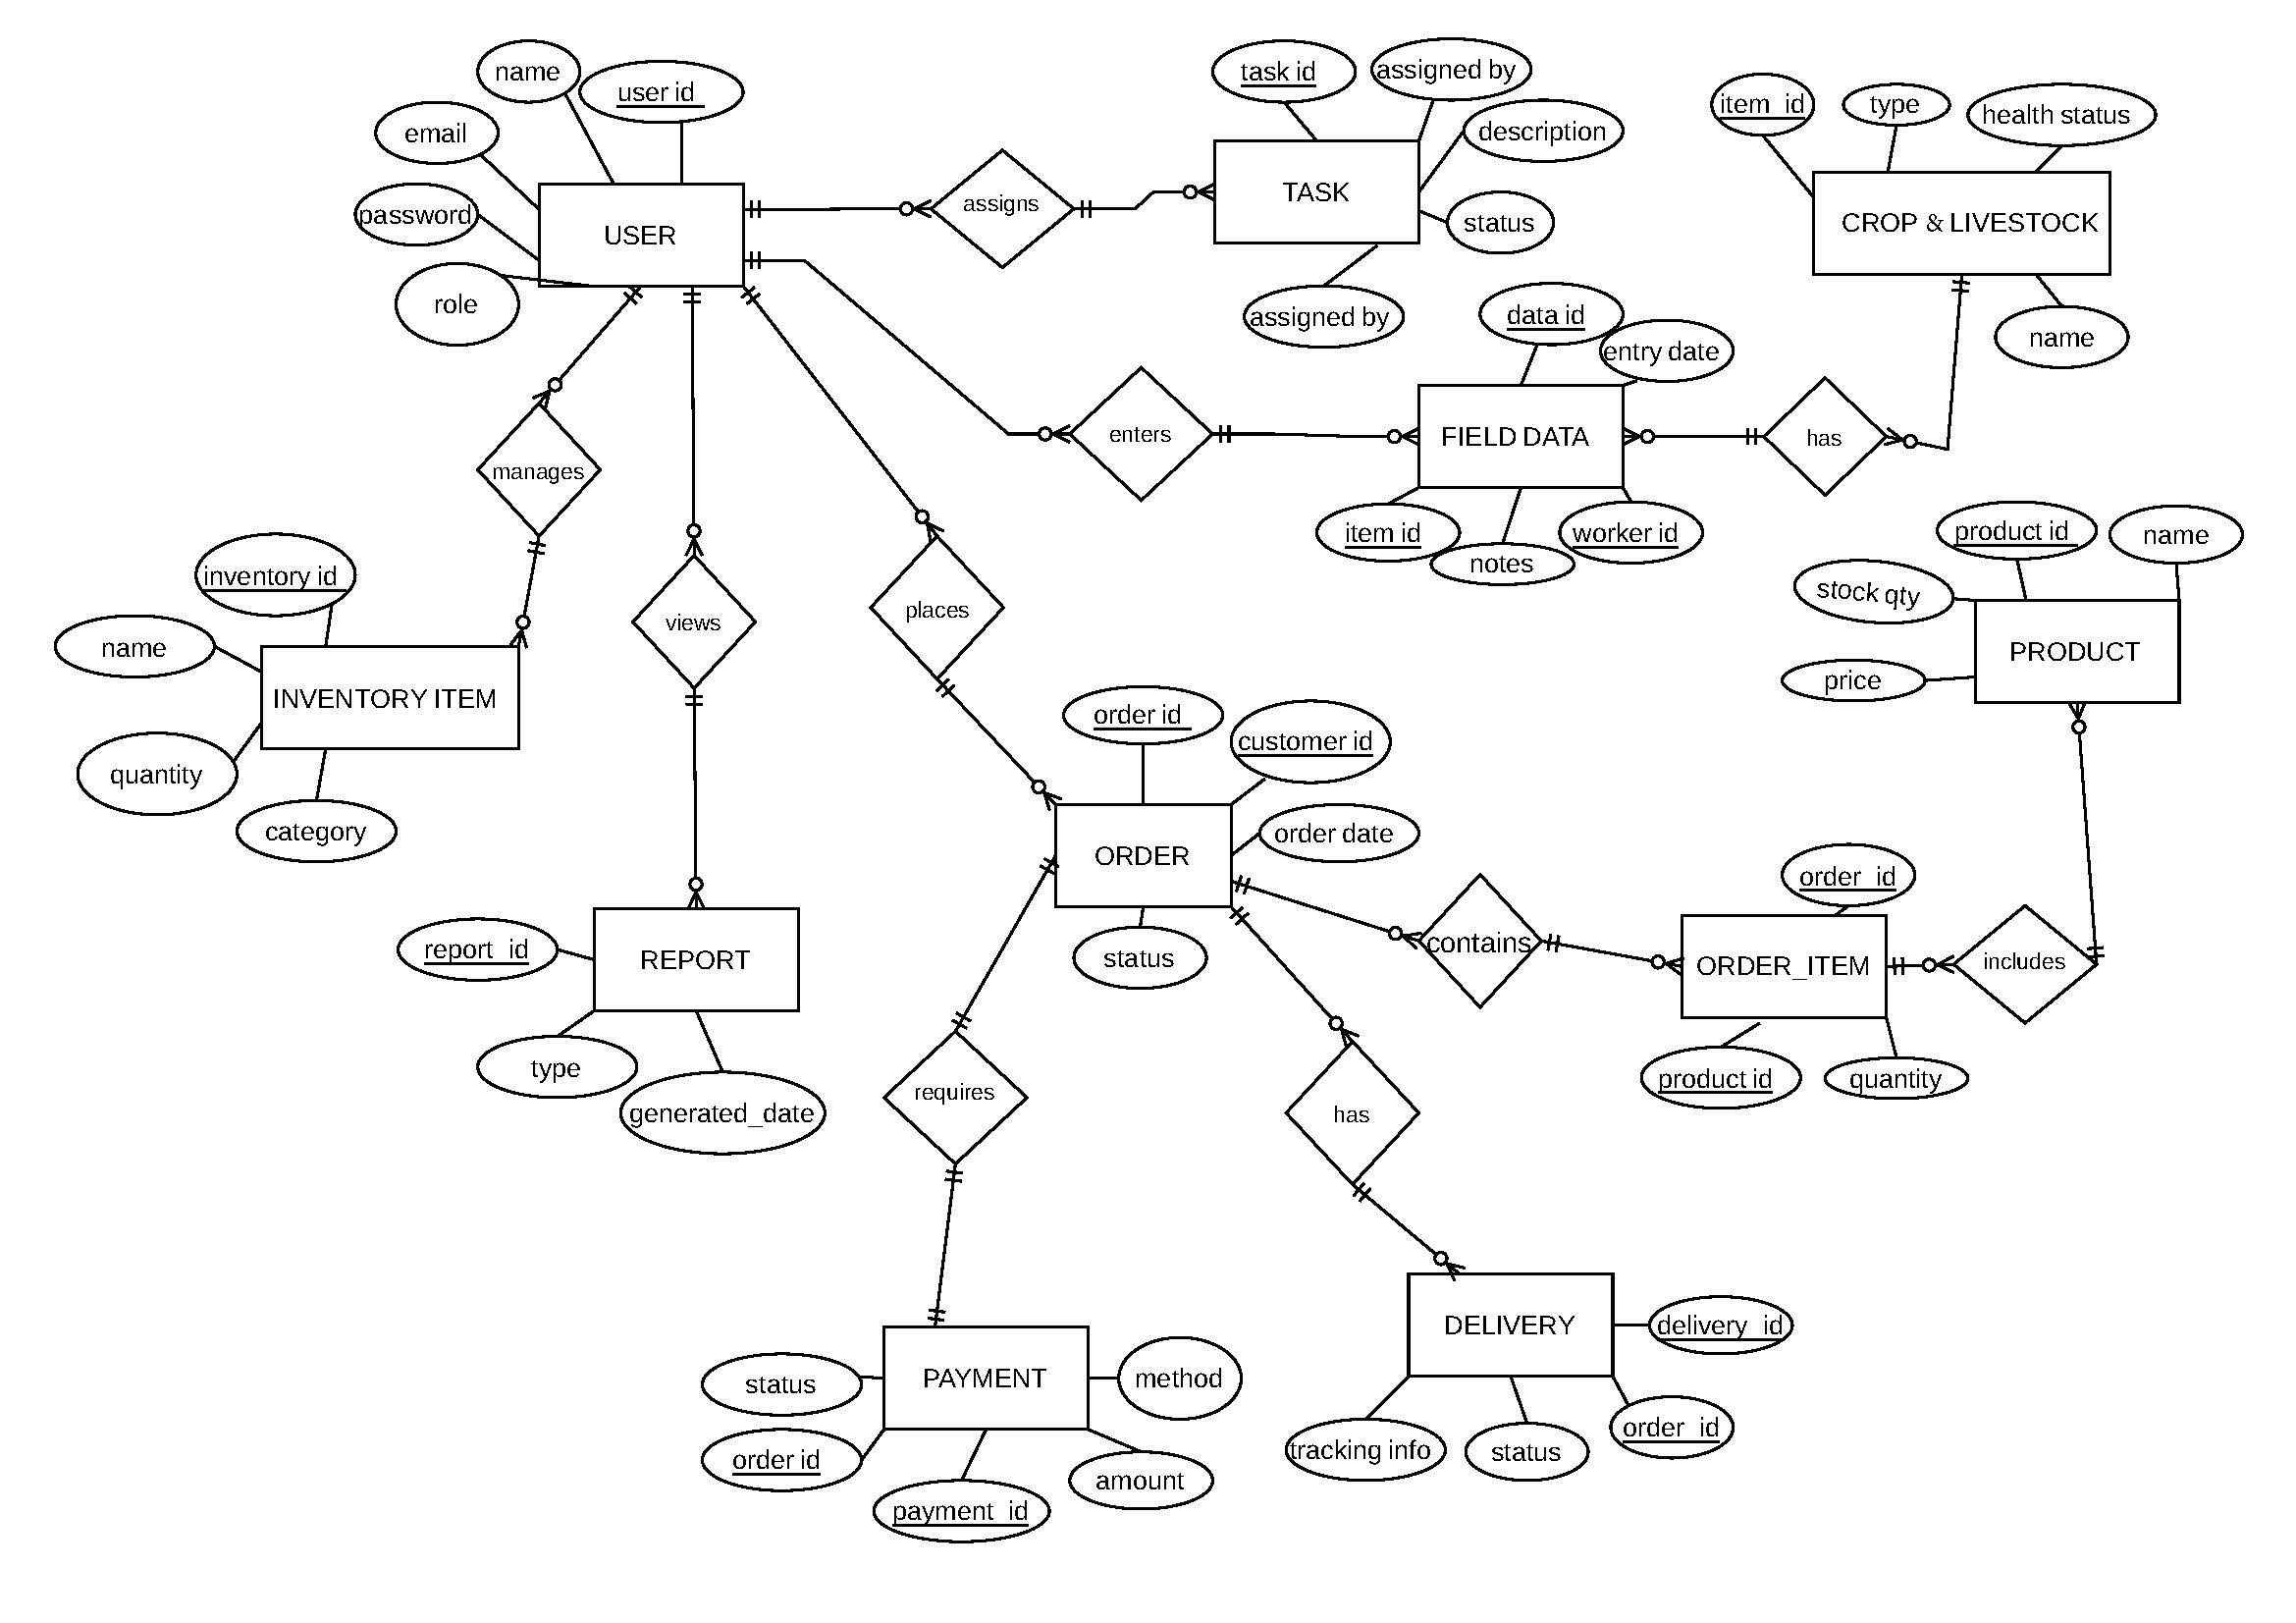 name
user id
email
password
role
USER
assigns
task id
assigned by
description
status
assigned by
TASK
item  id
type
health status
CROP & LIVESTOCK
name
data id
entry date
enters
FIELD DATA
has
item id
notes
worker id
manages
inventory id
name
INVENTORY ITEM
quantity
category
views
places
product id
name
stock qty
price
PRODUCT
order id
customer id
order date
ORDER
status
report_id
REPORT
type
generated_date
contains
order_id
ORDER_ITEM
includes
product id
quantity
requires
has
status
PAYMENT
method
order id
payment_id
amount
DELIVERY
delivery_id
tracking info
status
order_id